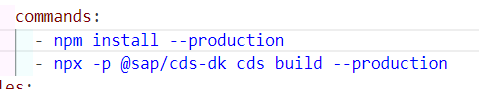 commands:
- npm install --production
- npx -p @sap/cds-dk cds build --production